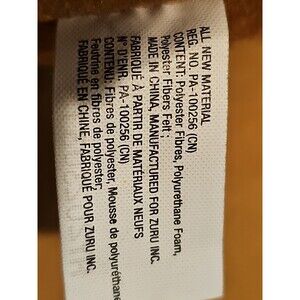 ALL NEW MATERIAL
REG. NO. PA-100256 (CN)
CONTENT: Polyester Fibres, Polyurethane Foam,
Polyester Fibers Felt;
MADE IN CHINA, MANUFACTURED FOR ZURU INC.
FABRIQUÉ À PARTIR DE MATÉRIAUX NEUFS
N° D'ENR. PA-100256 (CN)
CONTENU: Fibres de polyester, Mousse de polyuréthane
Feutrine en fibres de polyester;
FABRIQUÉ EN CHINE, FABRIQUÉ POUR ZURU INC.